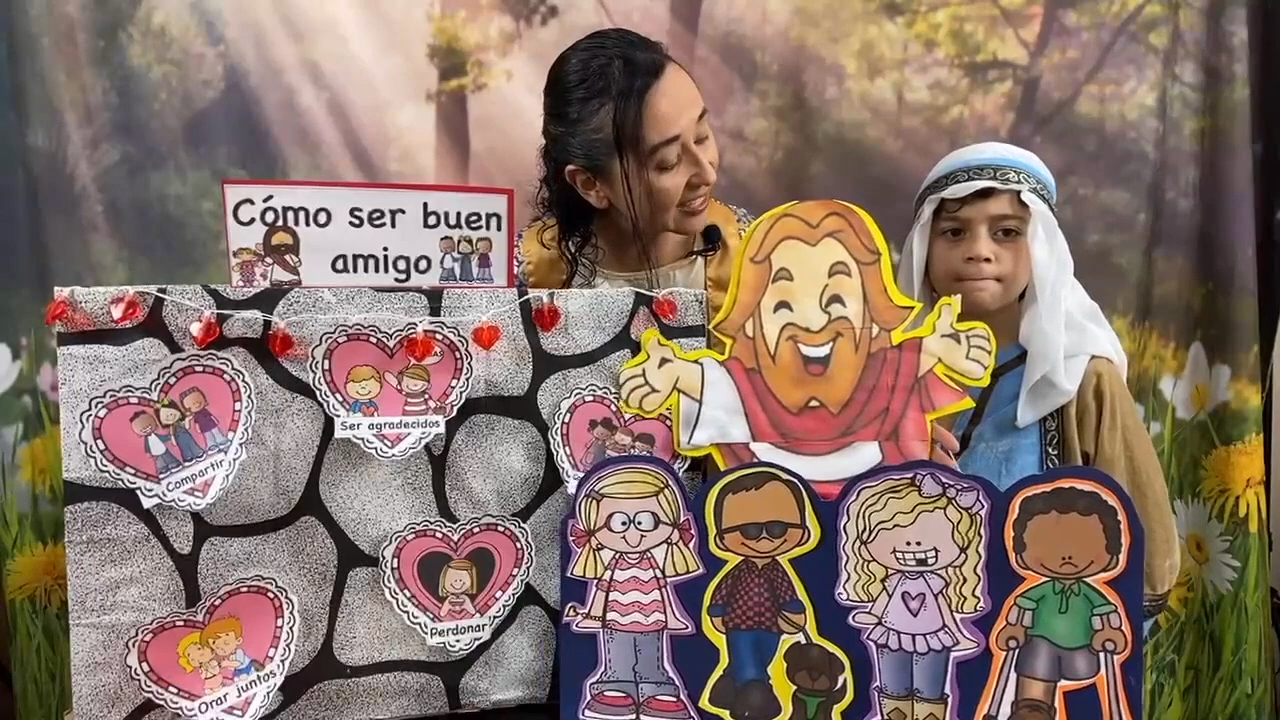 Cómo ser buen
amigo
Compartir
Ser agradecidos
Perdonar
Orar juntos